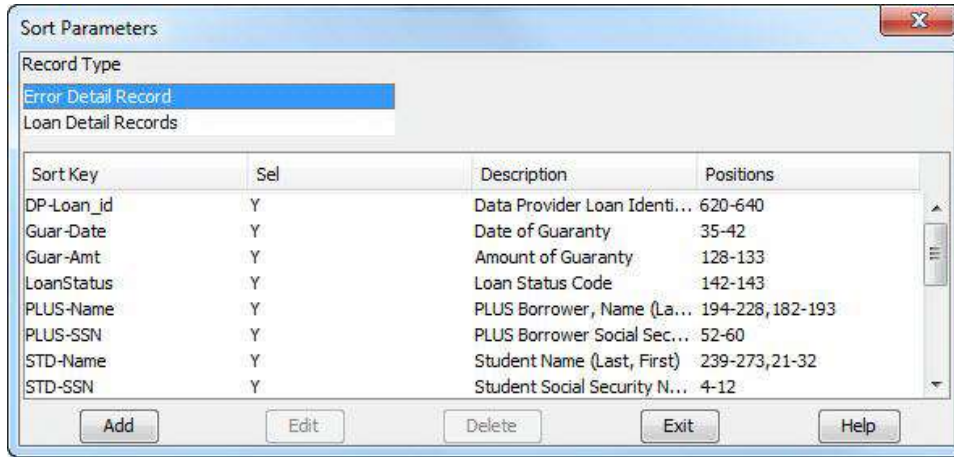 Sort Parameters
Record Type
Error Detail Record
Loan Detail Records
Sort Key Sel Description Positions
DP-Loan_id Y Data Provider Loan Identi... 620-640
Guar-Date Y Date of Guaranty 35-42
Guar-Amt Y Amount of Guaranty 128-133
LoanStatus Y Loan Status Code 142-143
PLUS-Name Y PLUS Borrower, Name (La... 194-228,182-193
PLUS-SSN Y PLUS Borrower Social Sec... 52-60
STD-Name Y Student Name (Last, First) 239-273,21-32
STD-SSN Y Student Social Security N... 4-12
Add Edit Delete Exit Help